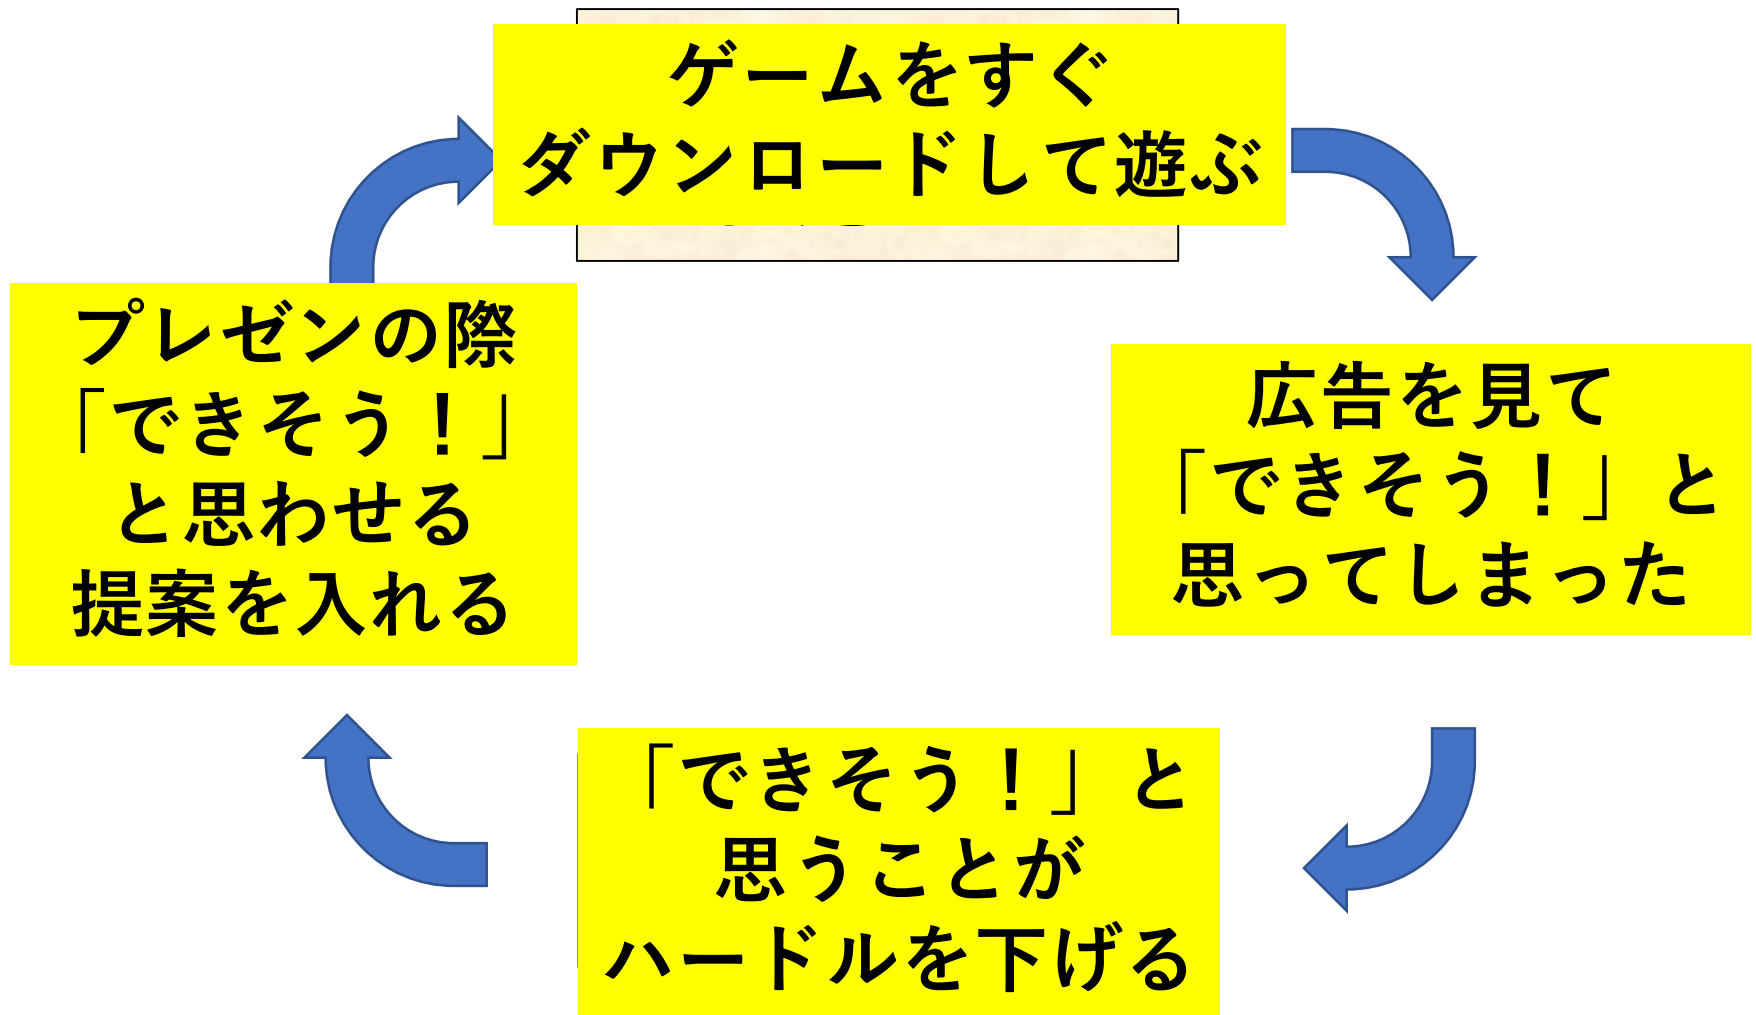 ゲームをすぐ
ダウンロードして遊ぶ
広告を見て
「できそう！」と
思ってしまった
「できそう！」と
思うことが
ハードルを下げる
プレゼンの際
「できそう！」
と思わせる
提案を入れる